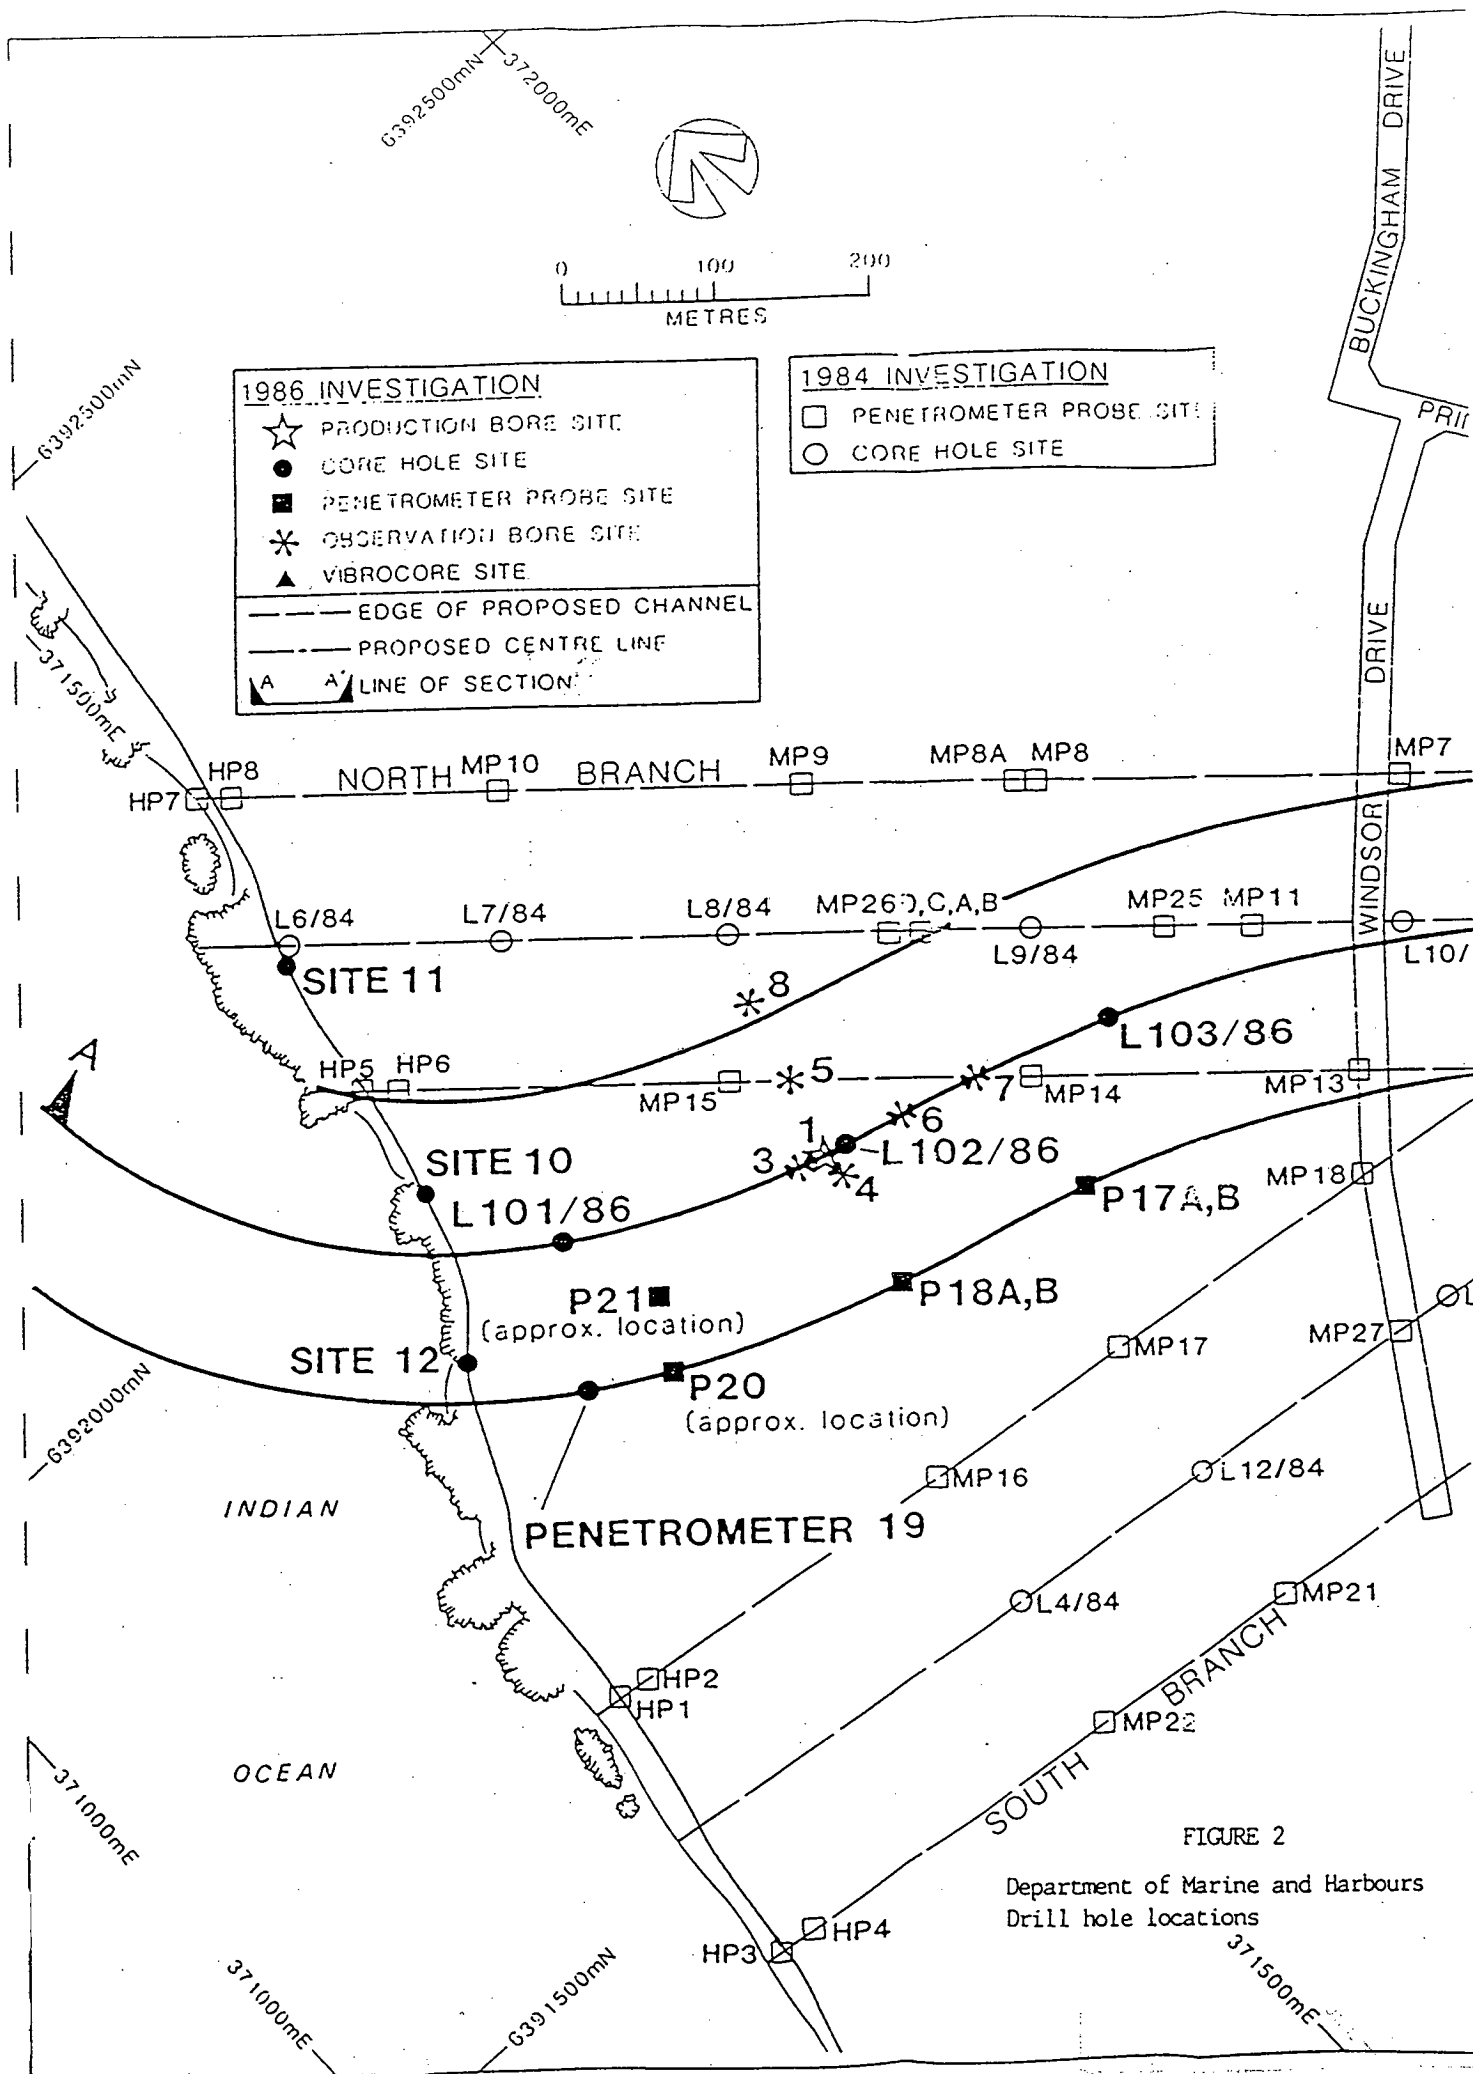 6392500mN
372000mE
BUCKINGHAM DRIVE
0 100 200
METRES
1986 INVESTIGATION
PRODUCTION BORE SITE
CORE HOLE SITE
PENETROMETER PROBE SITE
OBSERVATION BORE SITE
VIBROCORE SITE
EDGE OF PROPOSED CHANNEL
PROPOSED CENTRE LINE
A A' LINE OF SECTION
1984 INVESTIGATION
PENETROMETER PROBE SITE
CORE HOLE SITE
PRI
6392500mN
371500mE
WINDSOR DRIVE
HP7
HP8
NORTH BRANCH
MP10
MP9
MP8A
MP8
MP7
L6/84
L7/84
L8/84
MP26D,C,A,B
L9/84
MP25
MP11
L10/
SITE 11
8
L103/86
A
HP5
HP6
MP15
5
7
MP14
MP13
6
1
L102/86
3
4
SITE 10
L101/86
MP18
P17A,B
P21
(approx. location)
P18A,B
L
MP17
MP27
SITE 12
P20
(approx. location)
6392000mN
MP16
L12/84
INDIAN
PENETROMETER 19
L4/84
MP21
HP2
HP1
SOUTH BRANCH
MP22
OCEAN
371000mE
FIGURE 2
Department of Marine and Harbours
Drill hole locations
HP4
HP3
371000mE
6391500mN
371500mE